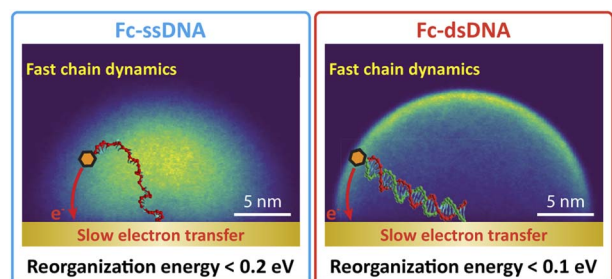 Fc-ssDNA
Fast chain dynamics
e-
5 nm
Slow electron transfer
Reorganization energy < 0.2 eV
Fc-dsDNA
Fast chain dynamics
e-
5 nm
Slow electron transfer
Reorganization energy < 0.1 eV